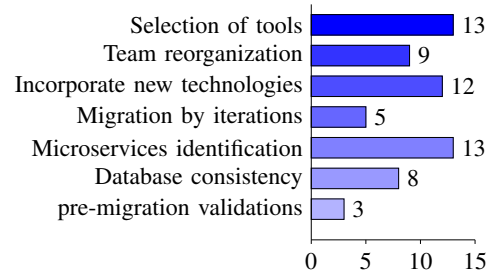 Selection of tools 13
Team reorganization 9
Incorporate new technologies 12
Migration by iterations 5
Microservices identification 13
Database consistency 8
pre-migration validations 3
0 5 10 15